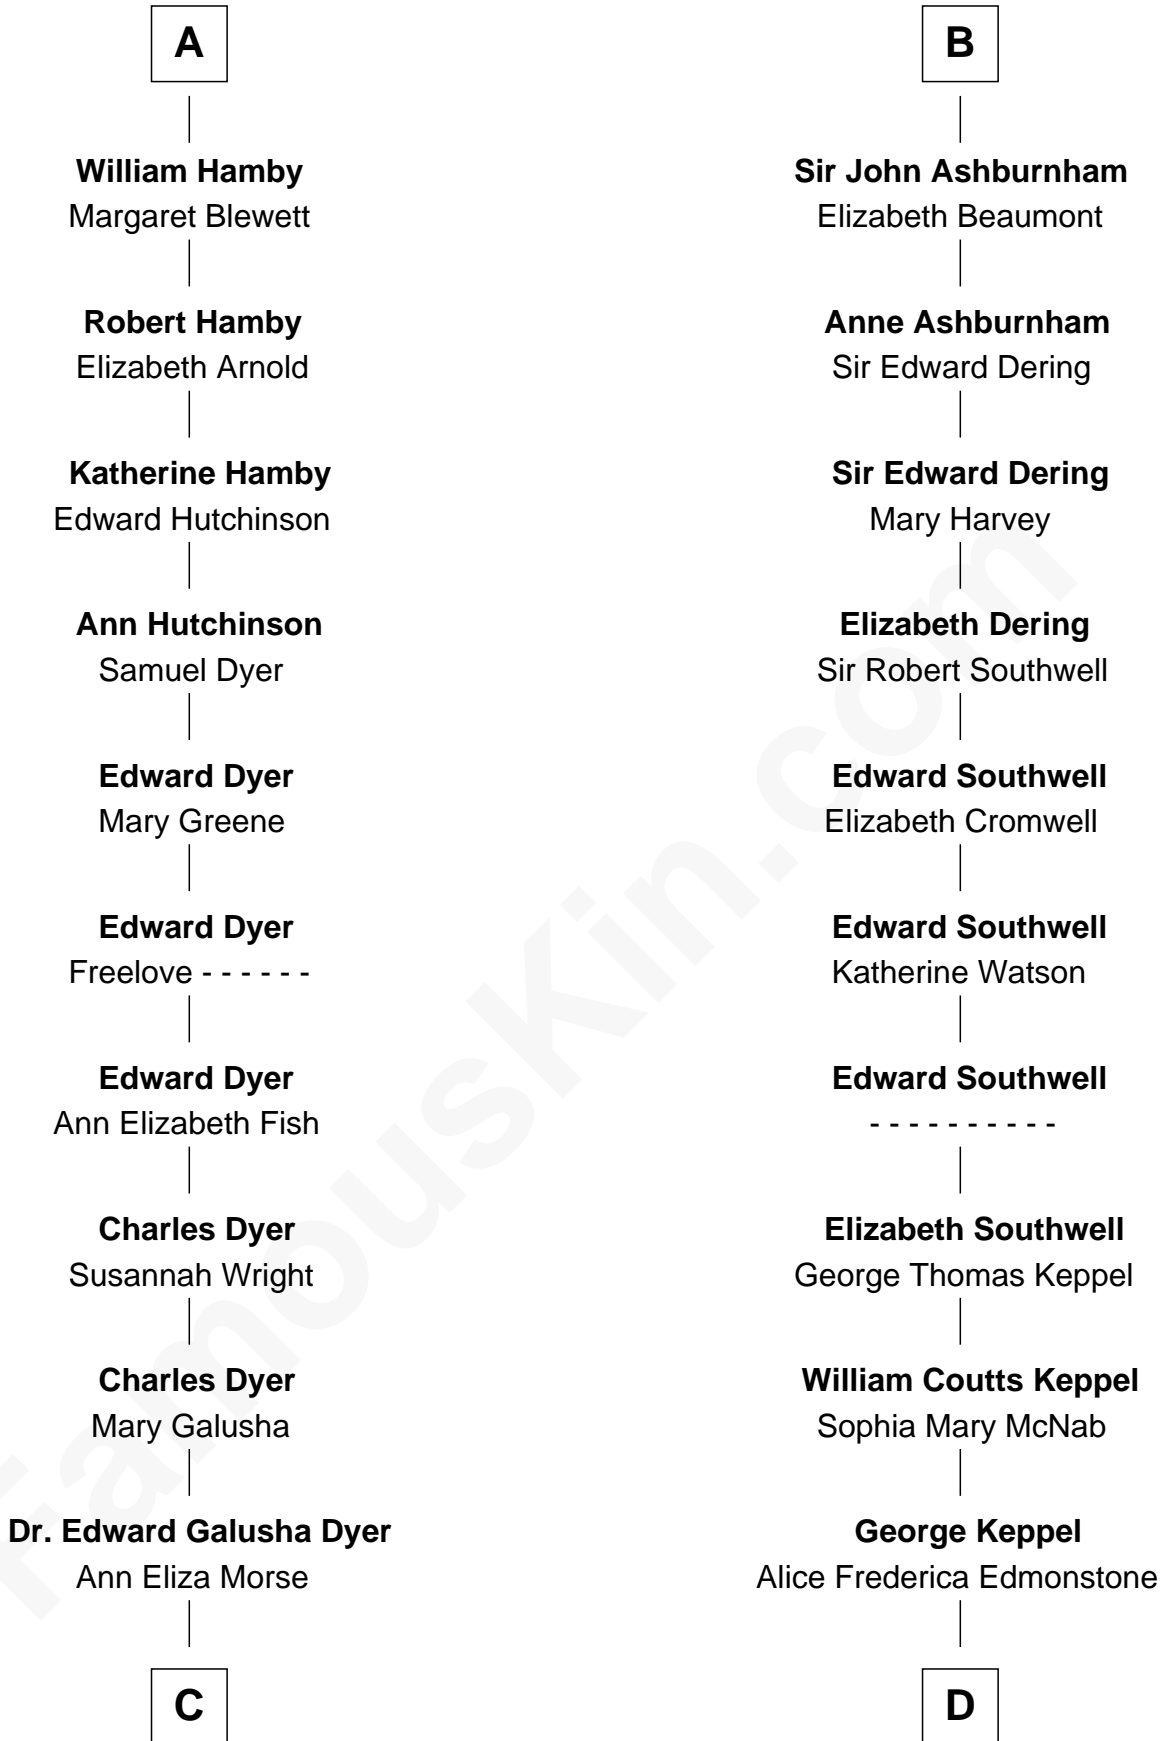 A
William Hamby
Margaret Blewett
Robert Hamby
Elizabeth Arnold
Katherine Hamby
Edward Hutchinson
Ann Hutchinson
Samuel Dyer
Edward Dyer
Mary Greene
Edward Dyer
Freelove - - - - - -
Edward Dyer
Ann Elizabeth Fish
Charles Dyer
Susannah Wright
Charles Dyer
Mary Galusha
Dr. Edward Galusha Dyer
Ann Eliza Morse
C
B
Sir John Ashburnham
Elizabeth Beaumont
Anne Ashburnham
Sir Edward Dering
Sir Edward Dering
Mary Harvey
Elizabeth Dering
Sir Robert Southwell
Edward Southwell
Elizabeth Cromwell
Edward Southwell
Katherine Watson
Edward Southwell
- - - - - - - - - -
Elizabeth Southwell
George Thomas Keppel
William Coutts Keppel
Sophia Mary McNab
George Keppel
Alice Frederica Edmonstone
D
FamousKin.com